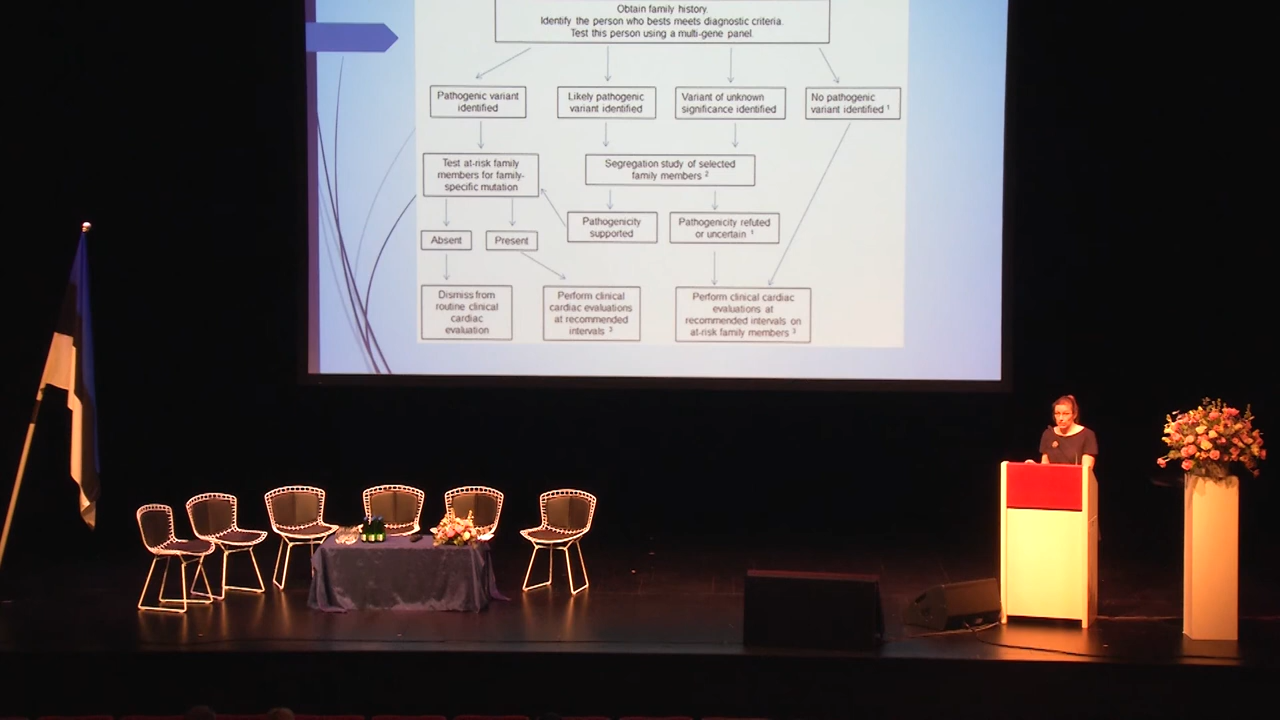 Obtain family history.
Identify the person who bests meets diagnostic criteria.
Test this person using a multi-gene panel.
Pathogenic variant
identified
Likely pathogenic
variant identified
Variant of unknown
significance identified
No pathogenic
variant identified 1
Test at-risk family
members for family-
specific mutation
Segregation study of selected
family members 2
Pathogenicity
supported
Pathogenicity refuted
or uncertain 1
Absent
Present
Dismiss from
routine clinical
cardiac
evaluation
Perform clinical
cardiac evaluations
at recommended
intervals 3
Perform clinical cardiac
evaluations at
recommended intervals on
at-risk family members 3